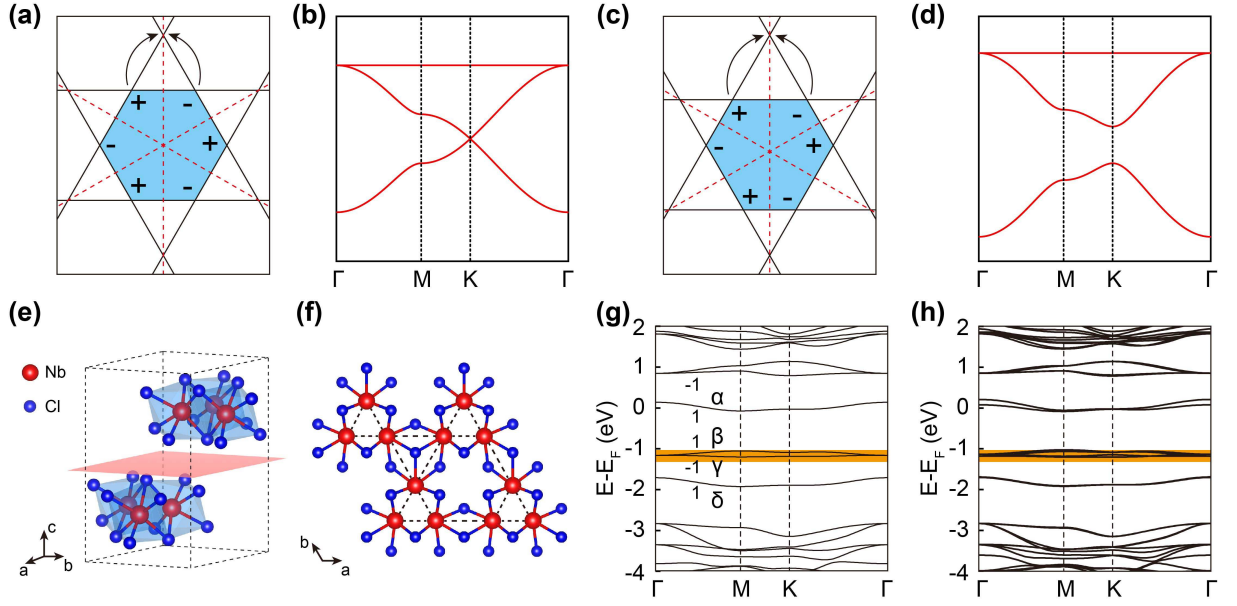 (a)
+ -
- +
+ -
(b)
Γ M K Γ
(c)
+ -
- +
+ -
(d)
Γ M K Γ
(e)
Nb
Cl
c
a b
(f)
b
a
(g)
E-E_F (eV)
2
1
0
-1
-2
-3
-4
-1 α
1
1 β
-1 γ
1 δ
Γ M K Γ
(h)
E-E_F (eV)
2
1
0
-1
-2
-3
-4
Γ M K Γ